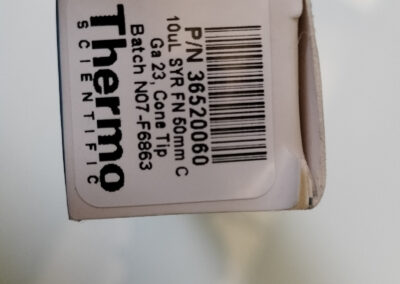 P/N 36520060
10uL SYR FN 50mm C
Ga 23, Cone Tip
Batch N07-F6863
Thermo
SCIENTIFIC